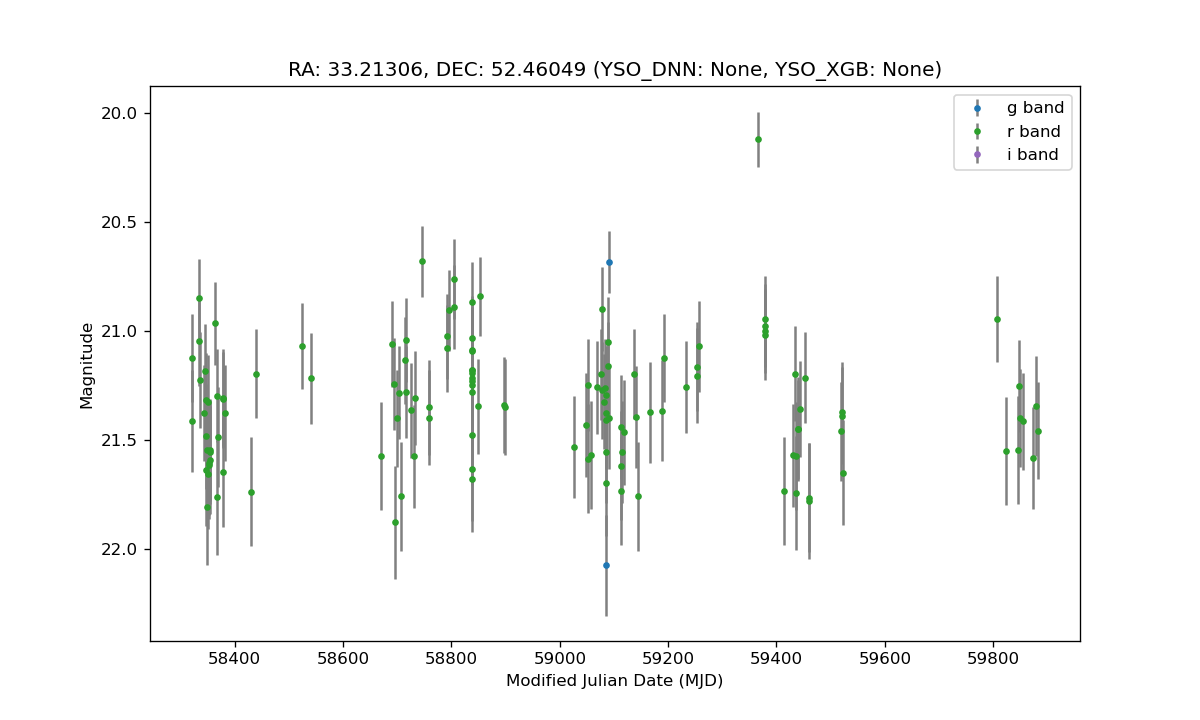 RA: 33.21306, DEC: 52.46049 (YSO_DNN: None, YSO_XGB: None)
g band
r band
i band
20.0
20.5
21.0
21.5
22.0
Magnitude
58400 58600 58800 59000 59200 59400 59600 59800
Modified Julian Date (MJD)